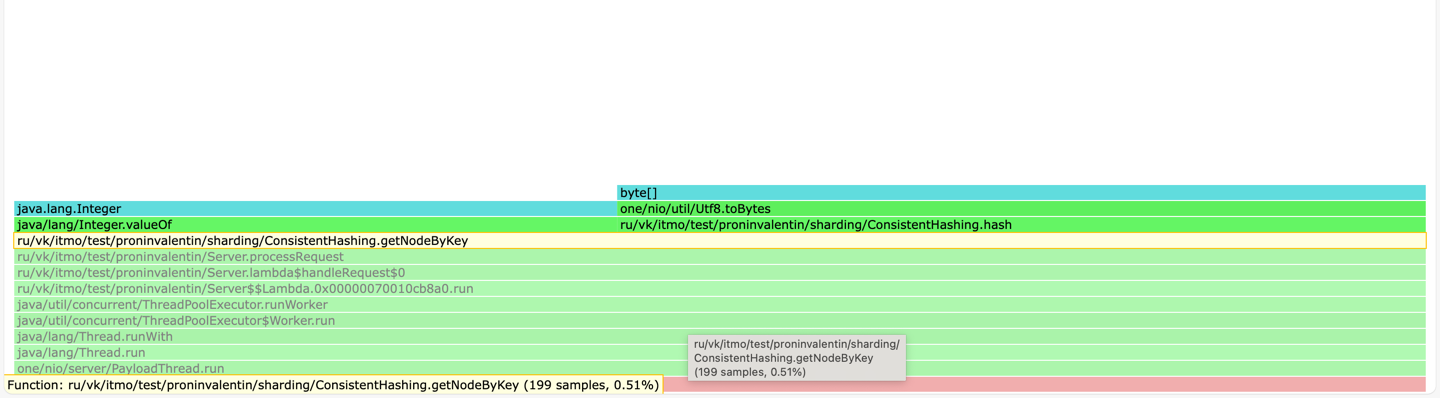 byte[]
java.lang.Integer
one/nio/util/Utf8.toBytes
java/lang/Integer.valueOf
ru/vk/itmo/test/proninvalentin/sharding/ConsistentHashing.hash
ru/vk/itmo/test/proninvalentin/sharding/ConsistentHashing.getNodeByKey
ru/vk/itmo/test/proninvalentin/Server.processRequest
ru/vk/itmo/test/proninvalentin/Server.lambda$handleRequest$0
ru/vk/itmo/test/proninvalentin/Server$$Lambda.0x00000070010cb8a0.run
java/util/concurrent/ThreadPoolExecutor.runWorker
java/util/concurrent/ThreadPoolExecutor$Worker.run
java/lang/Thread.runWith
java/lang/Thread.run
one/nio/server/PayloadThread.run
ru/vk/itmo/test/proninvalentin/sharding/
ConsistentHashing.getNodeByKey
(199 samples, 0.51%)
Function: ru/vk/itmo/test/proninvalentin/sharding/ConsistentHashing.getNodeByKey (199 samples, 0.51%)